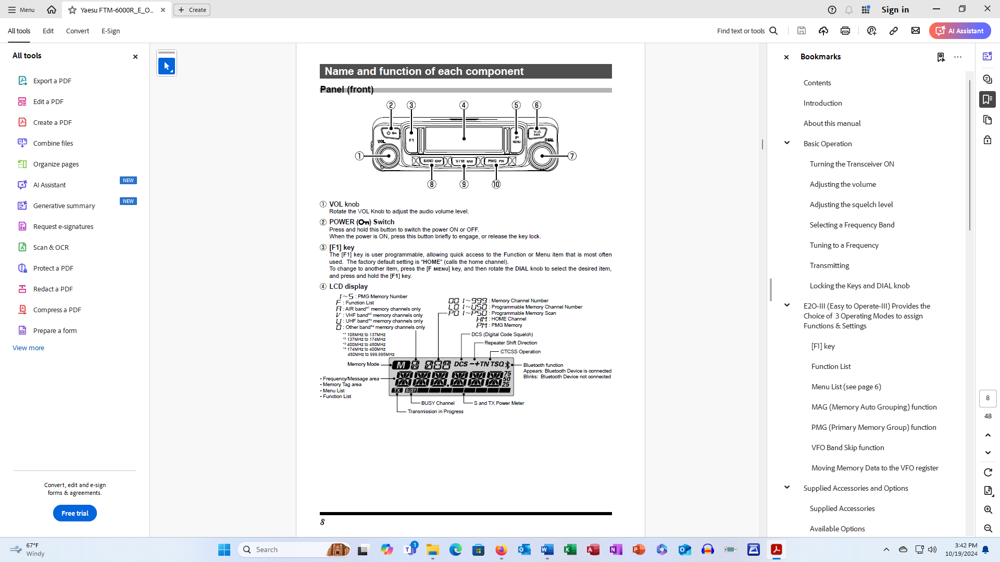 Menu
Yaesu FTM-6000R_E_O...
Create
Sign in
All tools
Edit
Convert
E-Sign
Find text or tools
AI Assistant
All tools
Export a PDF
Edit a PDF
Create a PDF
Combine files
Organize pages
AI Assistant
NEW
Generative summary
NEW
Request e-signatures
Scan & OCR
Protect a PDF
Redact a PDF
Compress a PDF
Prepare a form
View more
Convert, edit and e-sign
forms & agreements.
Free trial
Name and function of each component
Panel (front)
② ③ ④ ⑤ ⑥
F1
F
MENU
BACK
VOL
DIAL
① ⑦
BAND GRP
V/M MW
PMG PW
⑧ ⑨ ⑩
① VOL knob
Rotate the VOL Knob to adjust the audio volume level.
② POWER ( ) Switch
Press and hold this button to switch the power ON or OFF.
When the power is ON, press this button briefly to engage, or release the key lock.
③ [F1] key
The [F1] key is user programmable, allowing quick access to the Function or Menu item that is most often
used. The factory default setting is “HOME” (calls the home channel).
To change to another item, press the [F MENU] key, and then rotate the DIAL knob to select the desired item,
and press and hold the [F1] key.
④ LCD display
1~5 : PMG Memory Number
F : Function List
A : AIR band*1 memory channels only
V : VHF band*2 memory channels only
U : UHF band*3 memory channels only
O : Other band*4 memory channels only
*1 108MHz to 137MHz
*2 137MHz to 174MHz
*3 400MHz to 480MHz
*4 174MHz to 400MHz
480MHz to 999.995MHz
001~999 : Memory Channel Number
L01~U50 : Programmable Memory Channel Number
P01~P50 : Programmable Memory Scan
HM : HOME Channel
PM : PMG Memory
DCS (Digital Code Squelch)
Repeater Shift Direction
CTCSS Operation
Memory Mode
M
DCS -+TN TSQ
75
50
25
TX BUSY
Bluetooth function
Appears: Bluetooth Device is connected
Blinks: Bluetooth Device not connected
• Frequency/Message area
• Memory Tag area
• Menu List
• Function List
BUSY Channel
S and TX Power Meter
Transmission in Progress
8
Bookmarks
Contents
Introduction
About this manual
Basic Operation
Turning the Transceiver ON
Adjusting the volume
Adjusting the squelch level
Selecting a Frequency Band
Tuning to a Frequency
Transmitting
Locking the Keys and DIAL knob
E2O-III (Easy to Operate-III) Provides the
Choice of 3 Operating Modes to assign
Functions & Settings
[F1] key
Function List
Menu List (see page 6)
MAG (Memory Auto Grouping) function
PMG (Primary Memory Group) function
VFO Band Skip function
Moving Memory Data to the VFO register
Supplied Accessories and Options
Supplied Accessories
Available Options
8
48
67°F
Windy
Search
1
3:42 PM
10/19/2024